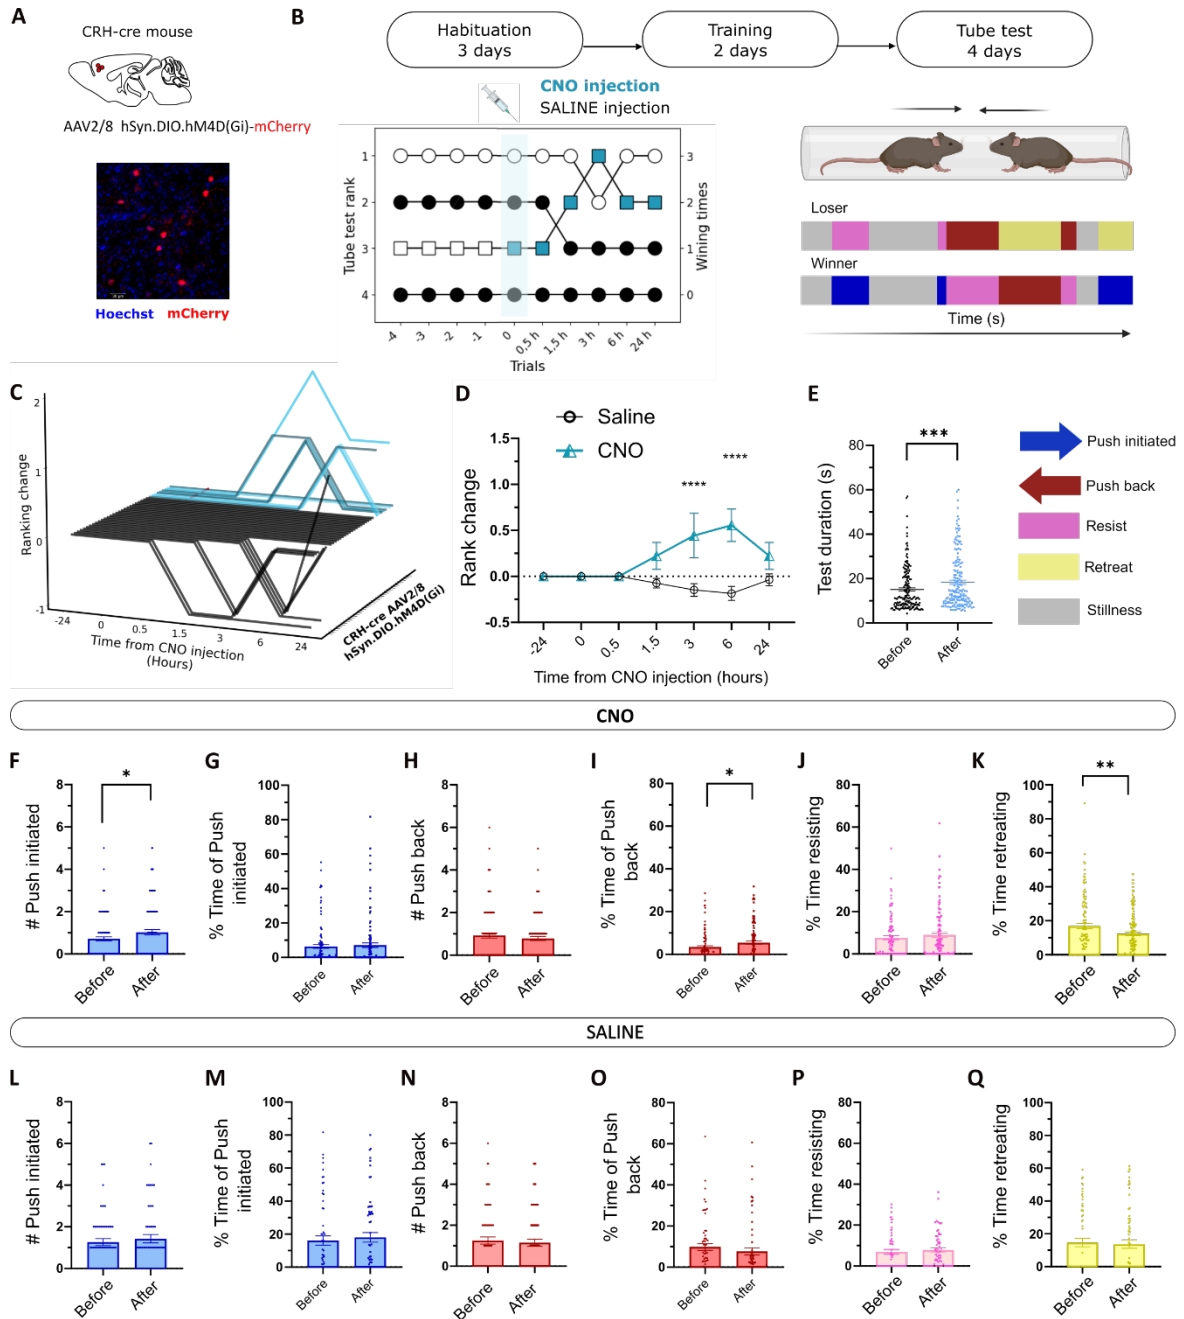 A
CRH-cre mouse
AAV2/8 hSyn.DIO.hM4D(Gi)-mCherry
Hoechst mCherry
B
Habituation
3 days
Training
2 days
Tube test
4 days
CNO injection
SALINE injection
Tube test rank
1
2
3
4
3
2
1
0
Wining times
-4
-3
-2
-1
0
0,5 h
1,5 h
3 h
6 h
24 h
Trials
Loser
Winner
Time (s)
C
Ranking change
2
1
0
-1
-24
0
0.5
1.5
3
6
24
Time from CNO injection
(Hours)
CRH-cre AAV2/8
hSyn.DIO.hM4D(Gi)
D
Saline
CNO
Rank change
1.5
1.0
0.5
0.0
-0.5
****
****
-24
0
0.5
1.5
3
6
24
Time from CNO injection (hours)
E
Test duration (s)
80
60
40
20
0
***
Before
After
Push initiated
Push back
Resist
Retreat
Stillness
CNO
F
# Push initiated
8
6
4
2
0
*
Before
After
G
% Time of Push
initiated
100
80
60
40
20
0
Before
After
H
# Push back
8
6
4
2
0
Before
After
I
% Time of Push
back
80
60
40
20
0
*
Before
After
J
% Time resisting
80
60
40
20
0
Before
After
K
% Time retreating
100
80
60
40
20
0
**
Before
After
SALINE
L
# Push initiated
8
6
4
2
0
Before
After
M
% Time of Push
initiated
100
80
60
40
20
0
Before
After
N
# Push back
8
6
4
2
0
Before
After
O
% Time of Push
back
80
60
40
20
0
Before
After
P
% Time resisting
80
60
40
20
0
Before
After
Q
% Time retreating
100
80
60
40
20
0
Before
After